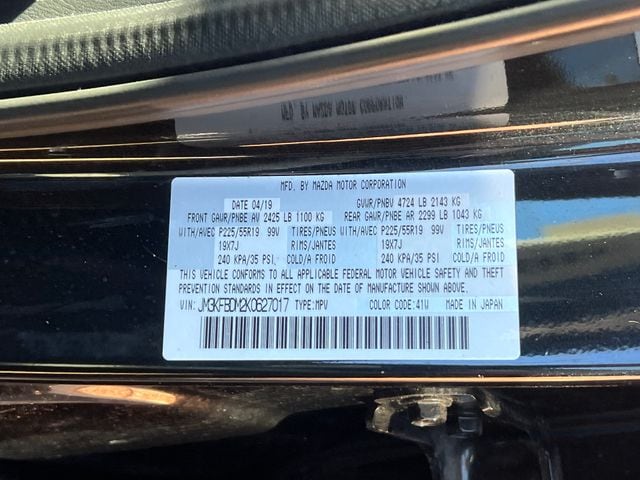 MFD. BY MAZDA MOTOR CORPORATION
MFD. BY MAZDA MOTOR CORPORATION
DATE 04/19 GVWR/PNBV 4724 LB 2143 KG
FRONT GAWR/PNBE AV 2425 LB 1100 KG REAR GAWR/PNBE AR 2299 LB 1043 KG
WITH/AVEC P225/55R19 99V TIRES/PNEUS WITH/AVEC P225/55R19 99V TIRES/PNEUS
19X7J RIMS/JANTES 19X7J RIMS/JANTES
240 KPA/35 PSI COLD/A FROID 240 KPA/35 PSI COLD/A FROID
THIS VEHICLE CONFORMS TO ALL APPLICABLE FEDERAL MOTOR VEHICLE SAFETY AND THEFT
PREVENTION STANDARDS IN EFFECT ON THE DATE OF MANUFACTURE SHOWN ABOVE.
VIN: JM3KFBDM2K0627017 TYPE:MPV COLOR CODE:41W MADE IN JAPAN